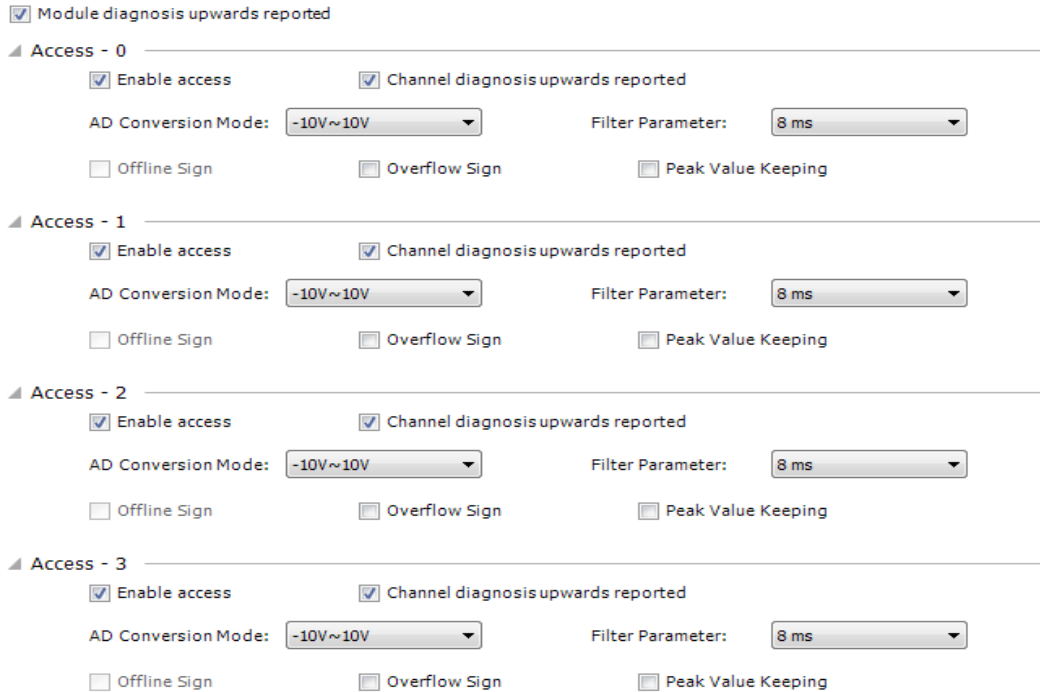 Module diagnosis upwards reported
Access - 0
Enable access Channel diagnosis upwards reported
AD Conversion Mode: -10V~10V Filter Parameter: 8 ms
Offline Sign Overflow Sign Peak Value Keeping
Access - 1
Enable access Channel diagnosis upwards reported
AD Conversion Mode: -10V~10V Filter Parameter: 8 ms
Offline Sign Overflow Sign Peak Value Keeping
Access - 2
Enable access Channel diagnosis upwards reported
AD Conversion Mode: -10V~10V Filter Parameter: 8 ms
Offline Sign Overflow Sign Peak Value Keeping
Access - 3
Enable access Channel diagnosis upwards reported
AD Conversion Mode: -10V~10V Filter Parameter: 8 ms
Offline Sign Overflow Sign Peak Value Keeping